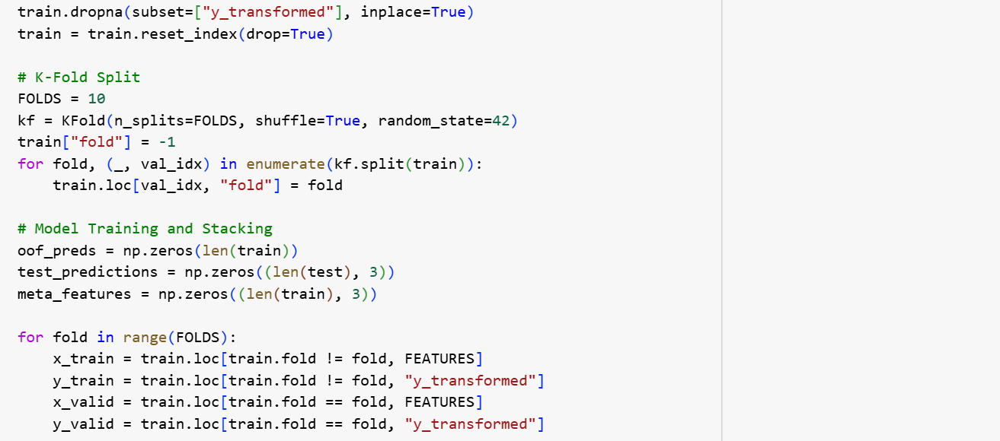 train.dropna(subset=["y_transformed"], inplace=True)
train = train.reset_index(drop=True)
# K-Fold Split
FOLDS = 10
kf = KFold(n_splits=FOLDS, shuffle=True, random_state=42)
train["fold"] = -1
for fold, (_, val_idx) in enumerate(kf.split(train)):
    train.loc[val_idx, "fold"] = fold
# Model Training and Stacking
oof_preds = np.zeros(len(train))
test_predictions = np.zeros((len(test), 3))
meta_features = np.zeros((len(train), 3))
for fold in range(FOLDS):
    x_train = train.loc[train.fold != fold, FEATURES]
    y_train = train.loc[train.fold != fold, "y_transformed"]
    x_valid = train.loc[train.fold == fold, FEATURES]
    y_valid = train.loc[train.fold == fold, "y_transformed"]